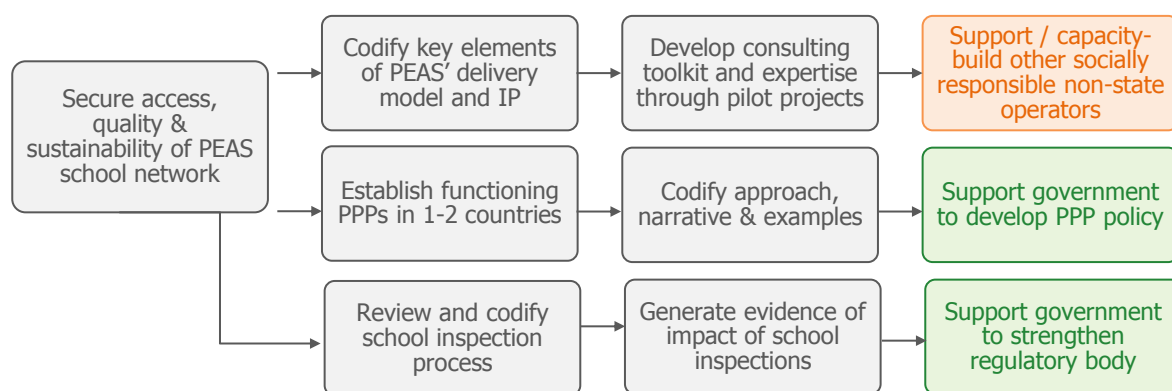 Secure access,
quality &
sustainability of PEAS
school network
Codify key elements
of PEAS’ delivery
model and IP
Develop consulting
toolkit and expertise
through pilot projects
Support / capacity-
build other socially
responsible non-state
operators
Establish functioning
PPPs in 1-2 countries
Codify approach,
narrative & examples
Support government
to develop PPP policy
Review and codify
school inspection
process
Generate evidence of
impact of school
inspections
Support government
to strengthen
regulatory body